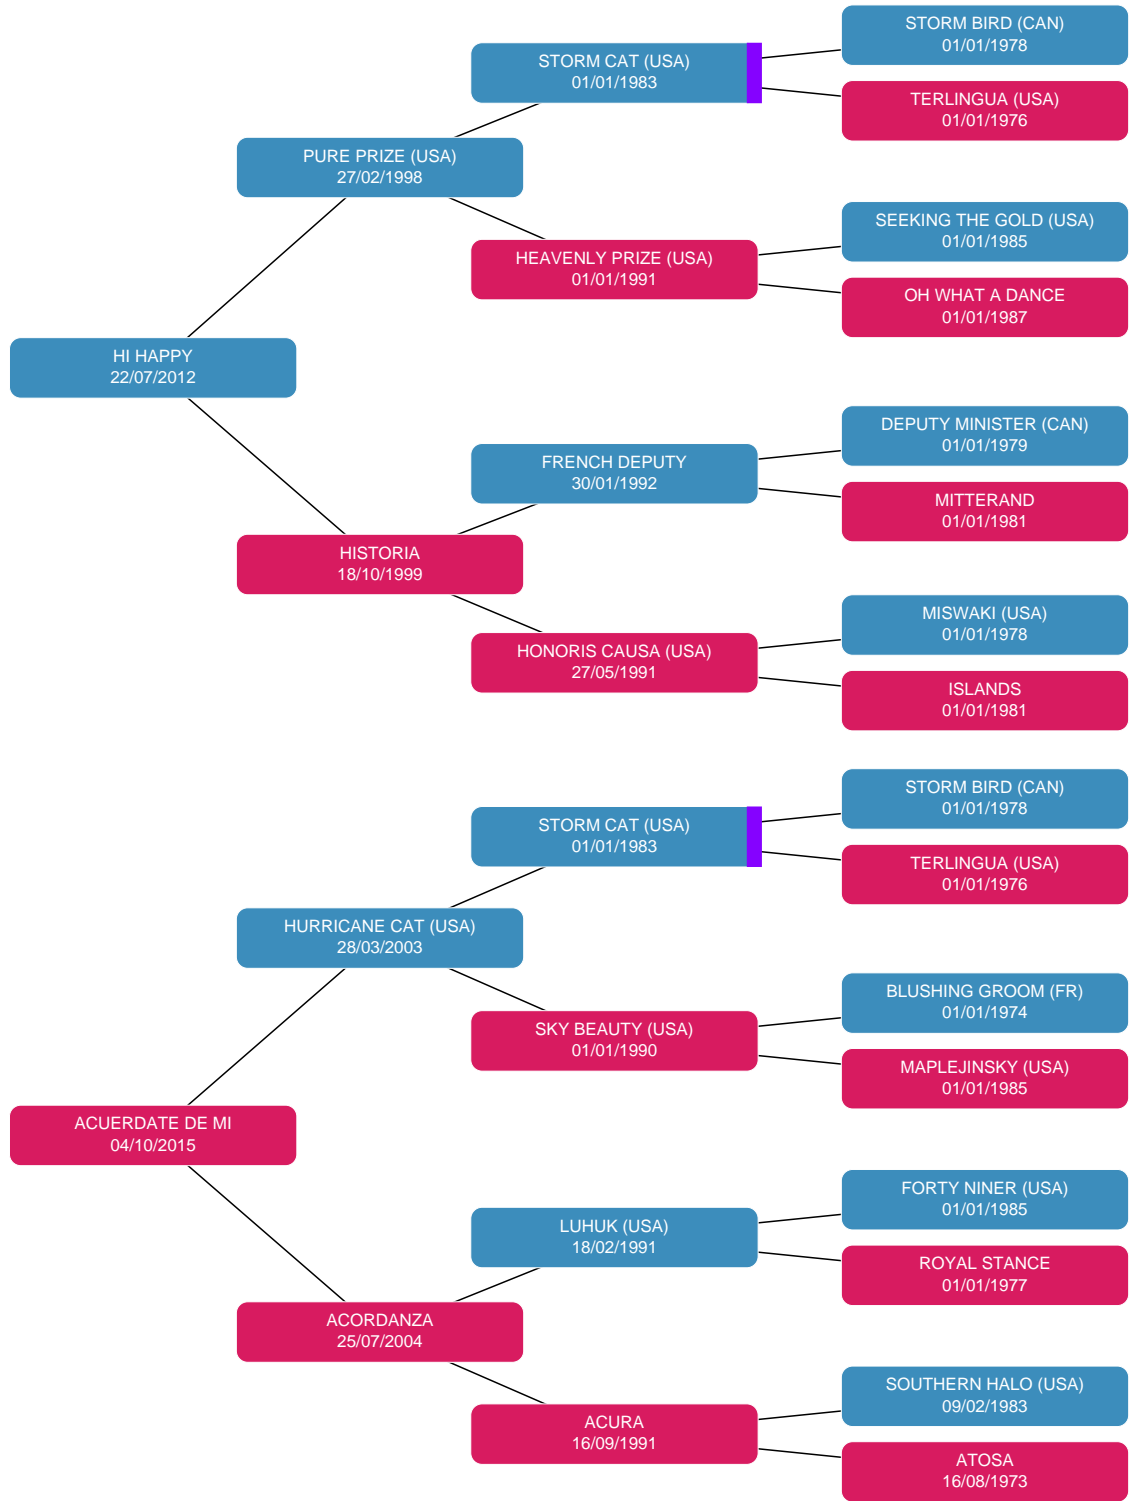 STORM BIRD (CAN)
01/01/1978
STORM CAT (USA)
01/01/1983
TERLINGUA (USA)
01/01/1976
PURE PRIZE (USA)
27/02/1998
SEEKING THE GOLD (USA)
01/01/1985
HEAVENLY PRIZE (USA)
01/01/1991
OH WHAT A DANCE
01/01/1987
HI HAPPY
22/07/2012
DEPUTY MINISTER (CAN)
01/01/1979
FRENCH DEPUTY
30/01/1992
MITTERAND
01/01/1981
HISTORIA
18/10/1999
MISWAKI (USA)
01/01/1978
HONORIS CAUSA (USA)
27/05/1991
ISLANDS
01/01/1981
STORM BIRD (CAN)
01/01/1978
STORM CAT (USA)
01/01/1983
TERLINGUA (USA)
01/01/1976
HURRICANE CAT (USA)
28/03/2003
BLUSHING GROOM (FR)
01/01/1974
SKY BEAUTY (USA)
01/01/1990
MAPLEJINSKY (USA)
01/01/1985
ACUERDATE DE MI
04/10/2015
FORTY NINER (USA)
01/01/1985
LUHUK (USA)
18/02/1991
ROYAL STANCE
01/01/1977
ACORDANZA
25/07/2004
SOUTHERN HALO (USA)
09/02/1983
ACURA
16/09/1991
ATOSA
16/08/1973